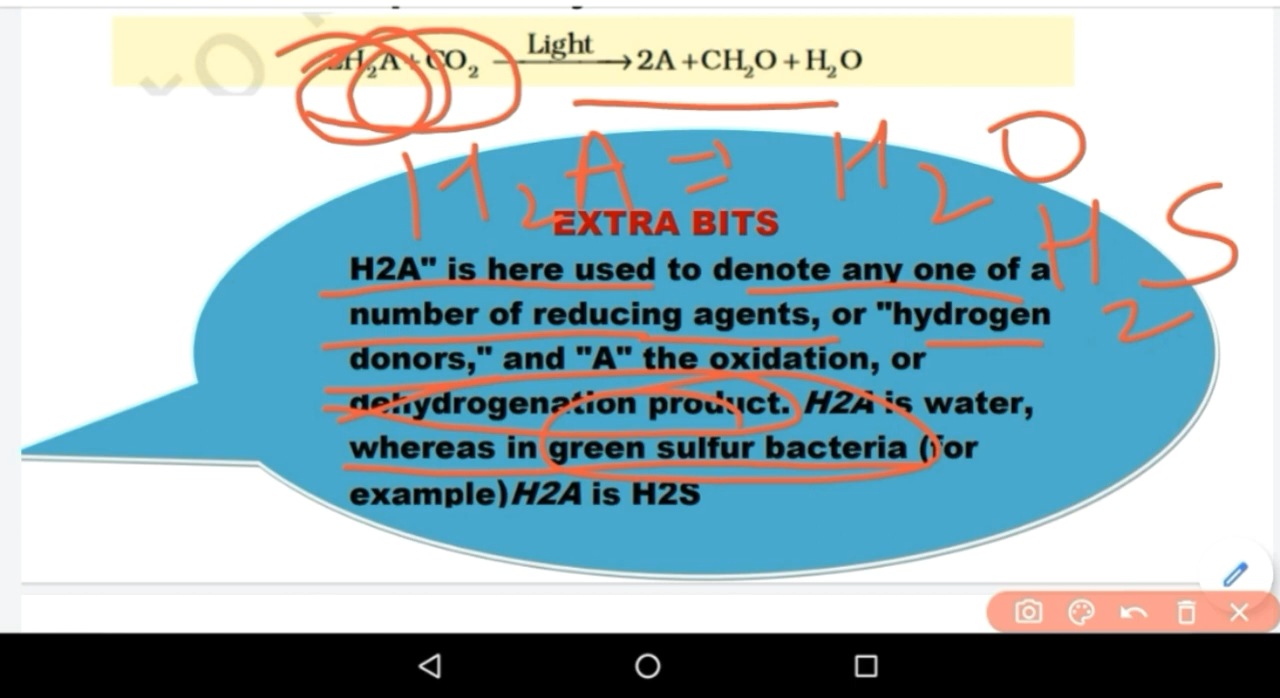 2H₂A + CO₂ —Light→ 2A + CH₂O + H₂O
H₂A = H₂O
H₂S
EXTRA BITS
H2A" is here used to denote any one of a
number of reducing agents, or "hydrogen
donors," and "A" the oxidation, or
dehydrogenation product. H2A is water,
whereas in green sulfur bacteria (for
example)H2A is H2S